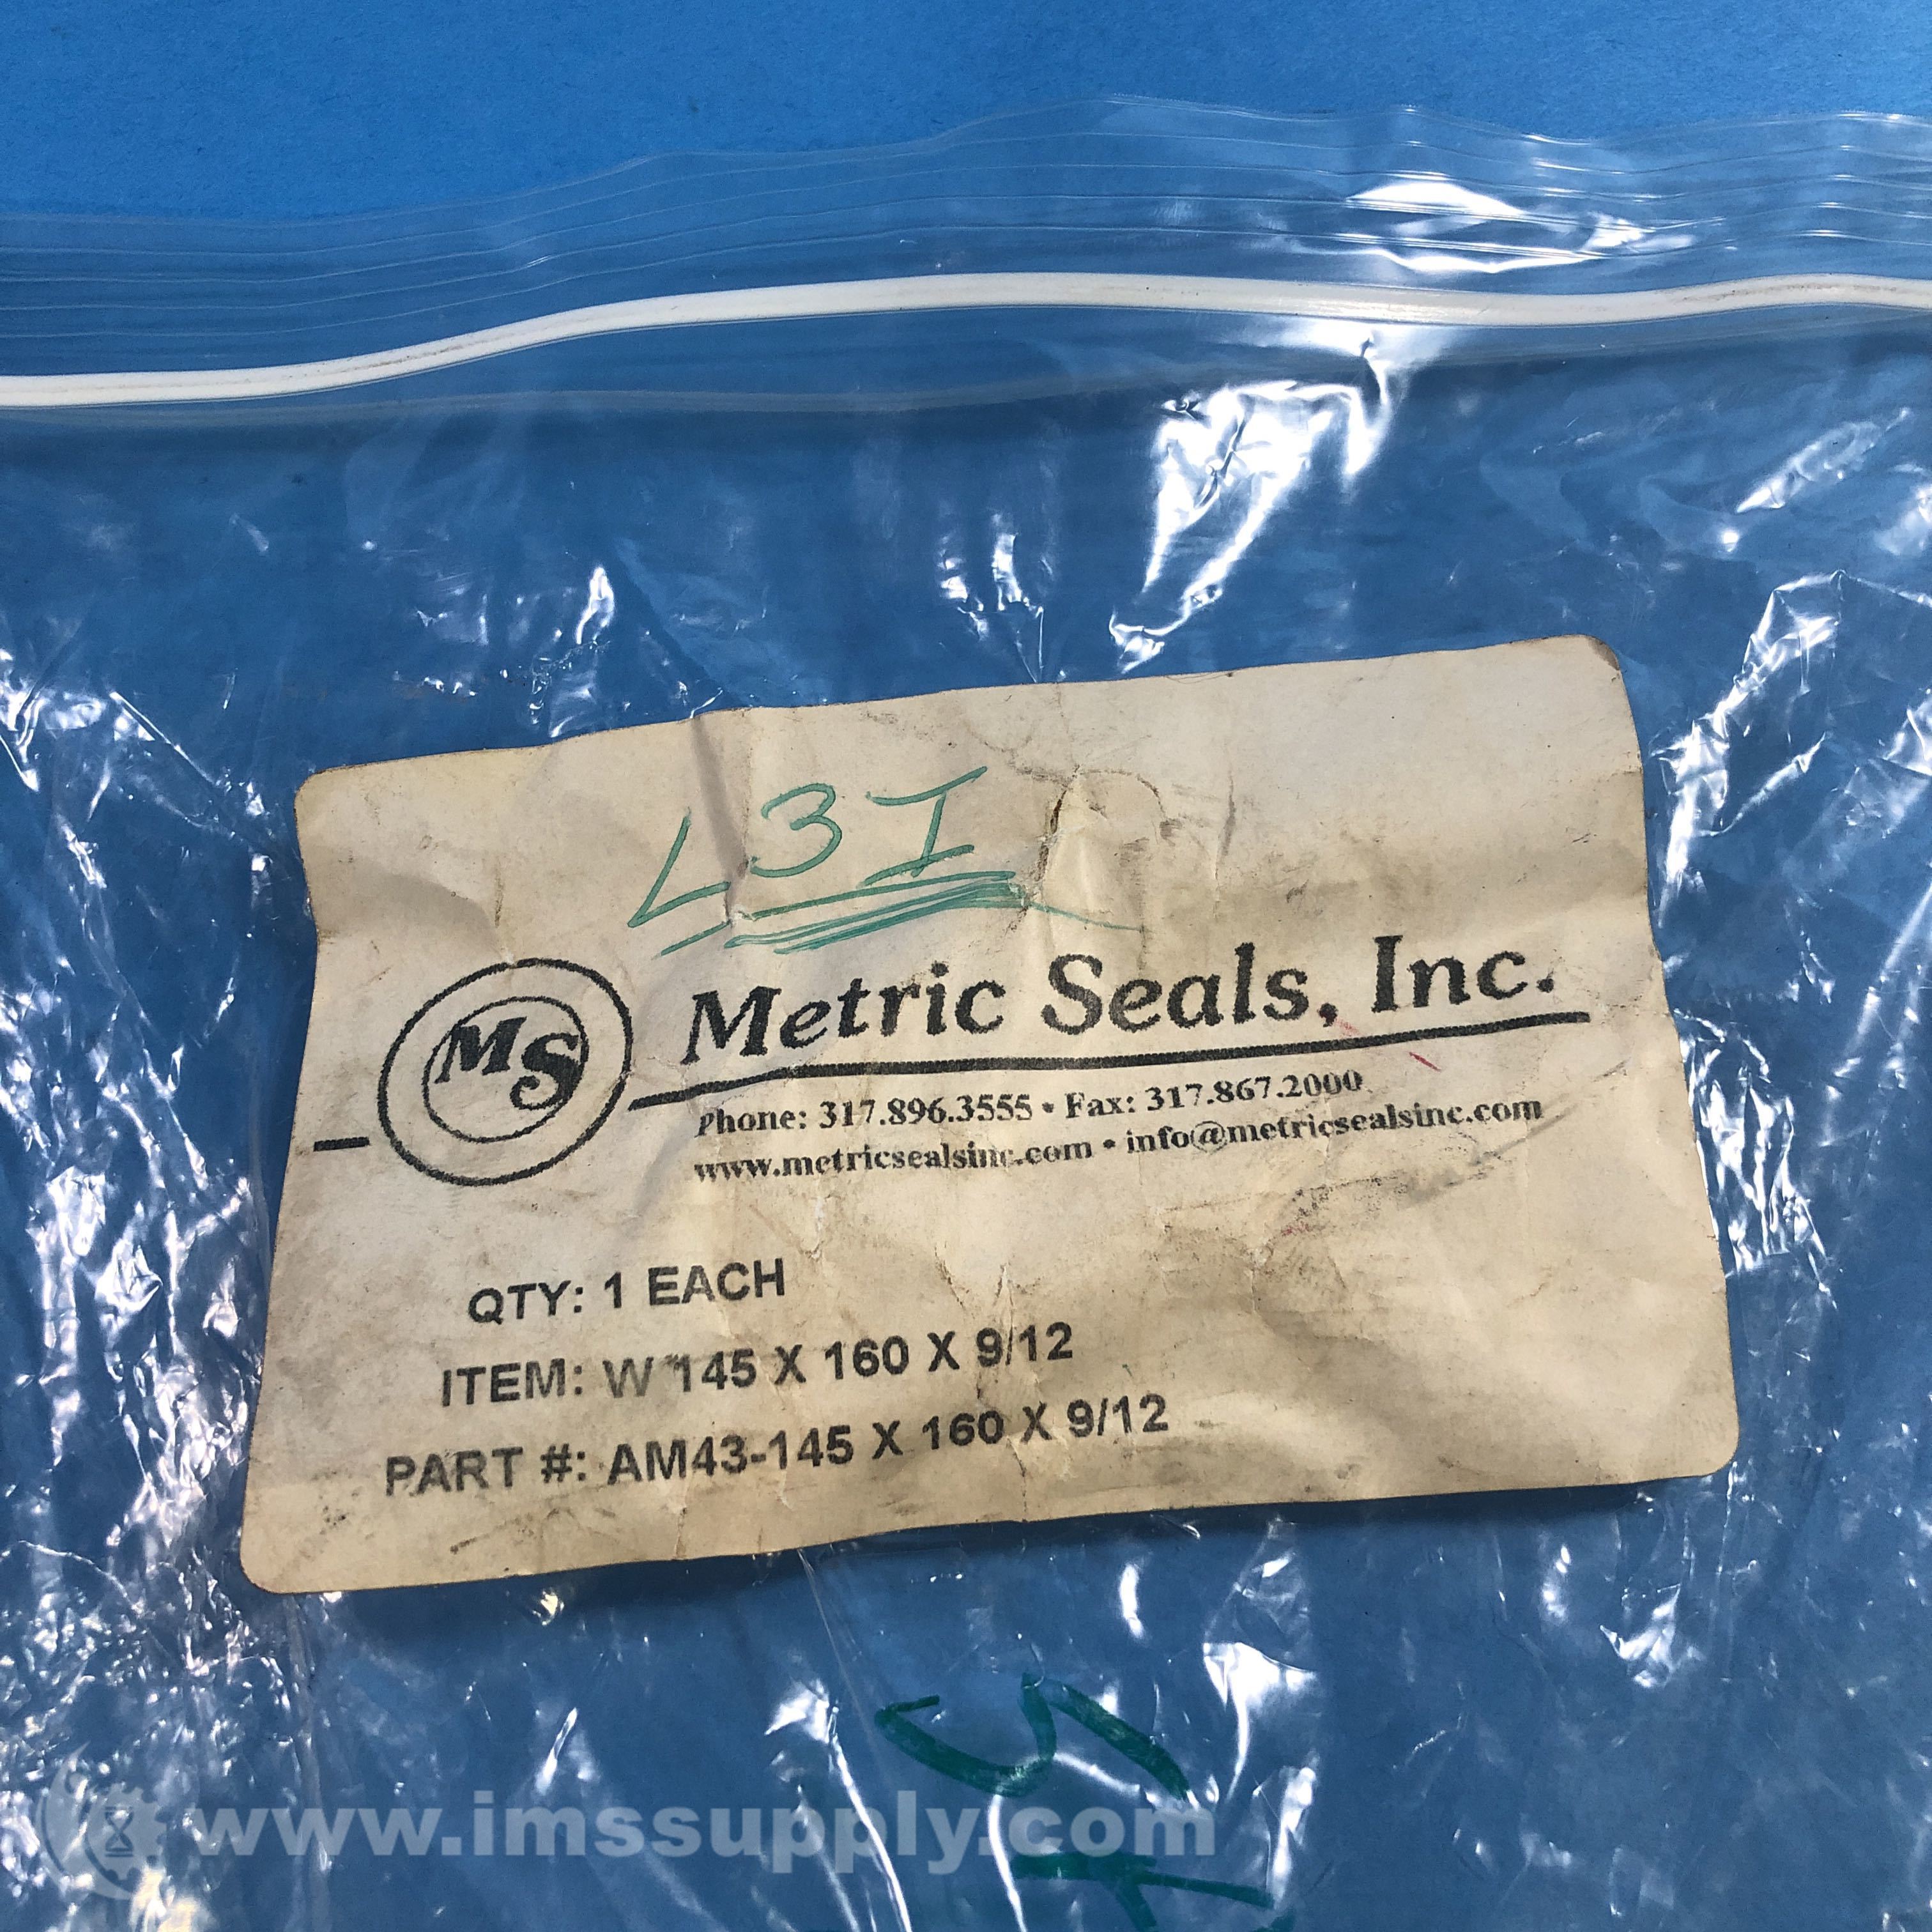 L3I
MS
Metric Seals, Inc.
Phone: 317.896.3555 • Fax: 317.867.2000
www.metricsealsinc.com • info@metricsealsinc.com
QTY: 1 EACH
ITEM: W 145 X 160 X 9/12
PART #: AM43-145 X 160 X 9/12
www.imssupply.com